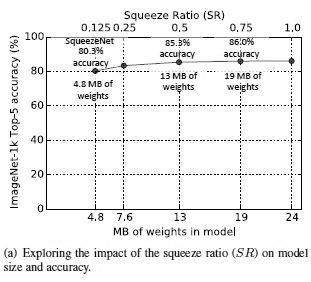 Squeeze Ratio (SR)
0.125 0.25 0.5 0.75 1.0
ImageNet-1k Top-5 accuracy (%)
100
80
60
40
20
0
SqueezeNet
80.3%
accuracy
4.8 MB of
weights
85.3%
accuracy
13 MB of
weights
86.0%
accuracy
19 MB of
weights
4.8 7.6 13 19 24
MB of weights in model
(a) Exploring the impact of the squeeze ratio (SR) on model
size and accuracy.